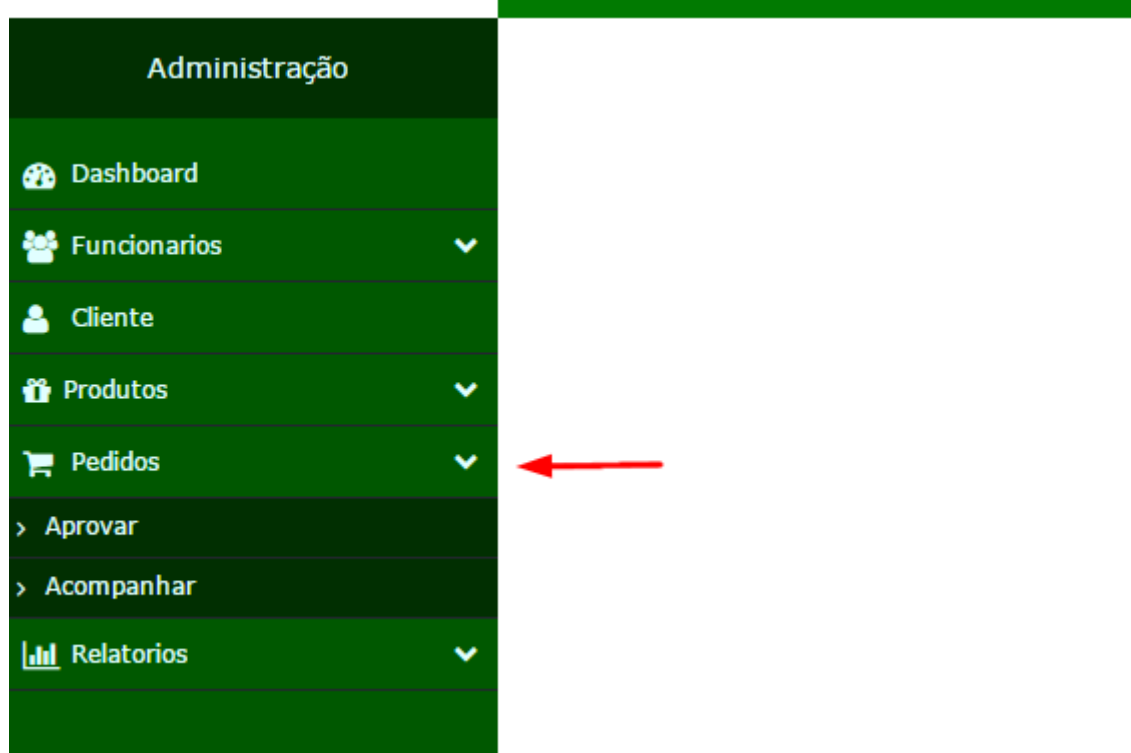 Administração
Dashboard
Funcionarios
Cliente
Produtos
Pedidos
Aprovar
Acompanhar
Relatorios